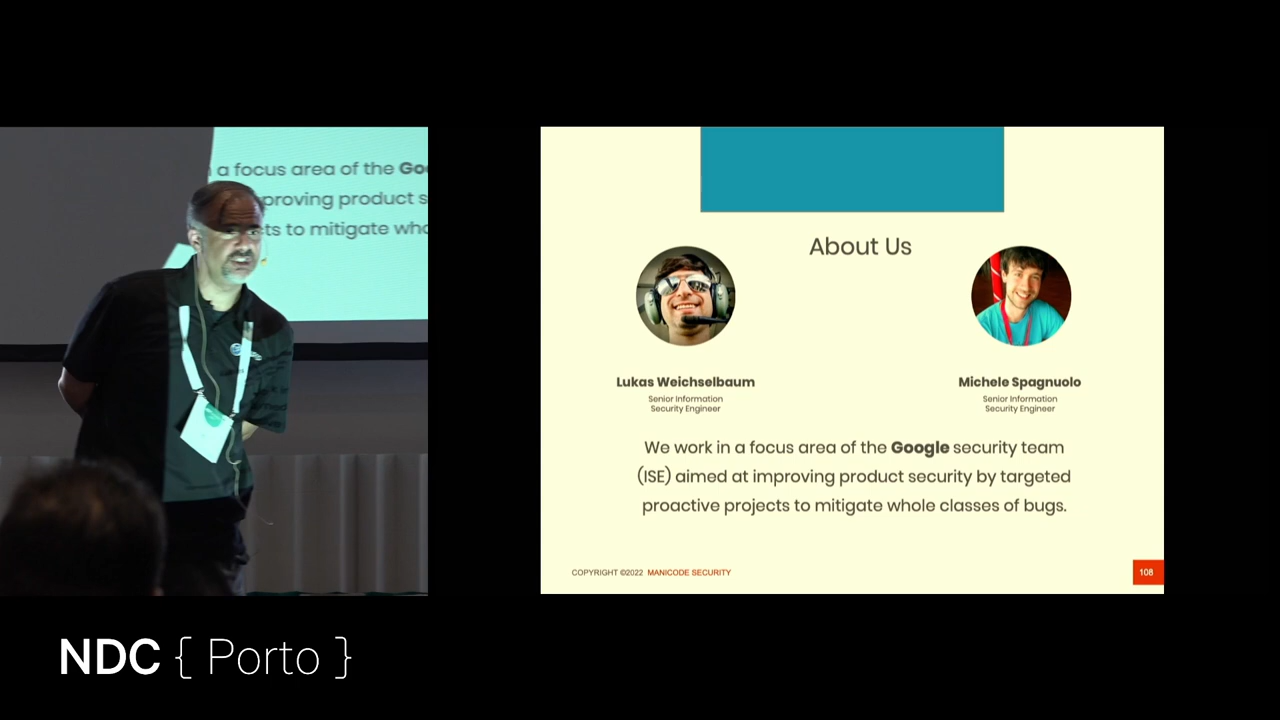 a focus area of the Goo
proving product s
ts to mitigate who
About Us
Lukas Weichselbaum
Senior Information
Security Engineer
Michele Spagnuolo
Senior Information
Security Engineer
We work in a focus area of the Google security team
(ISE) aimed at improving product security by targeted
proactive projects to mitigate whole classes of bugs.
COPYRIGHT ©2022 MANICODE SECURITY
108
NDC { Porto }